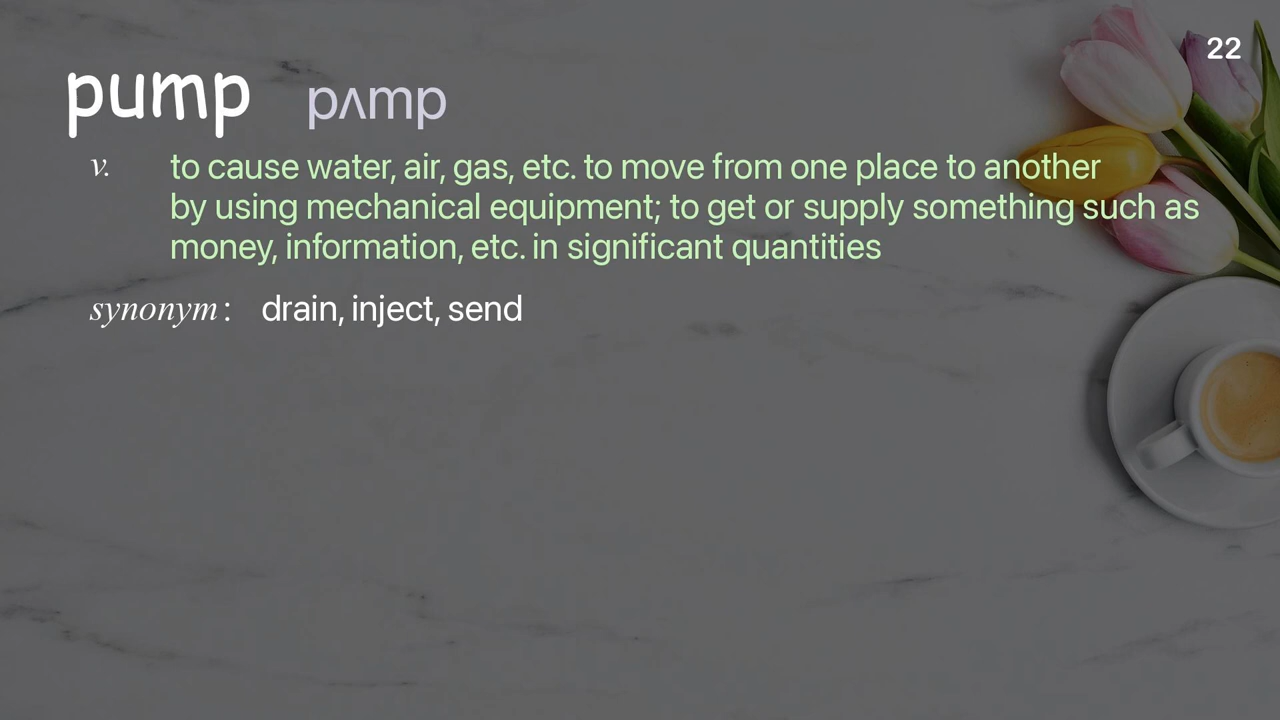 22
pump pʌmp
v. to cause water, air, gas, etc. to move from one place to another
by using mechanical equipment; to get or supply something such as
money, information, etc. in significant quantities
synonym : drain, inject, send